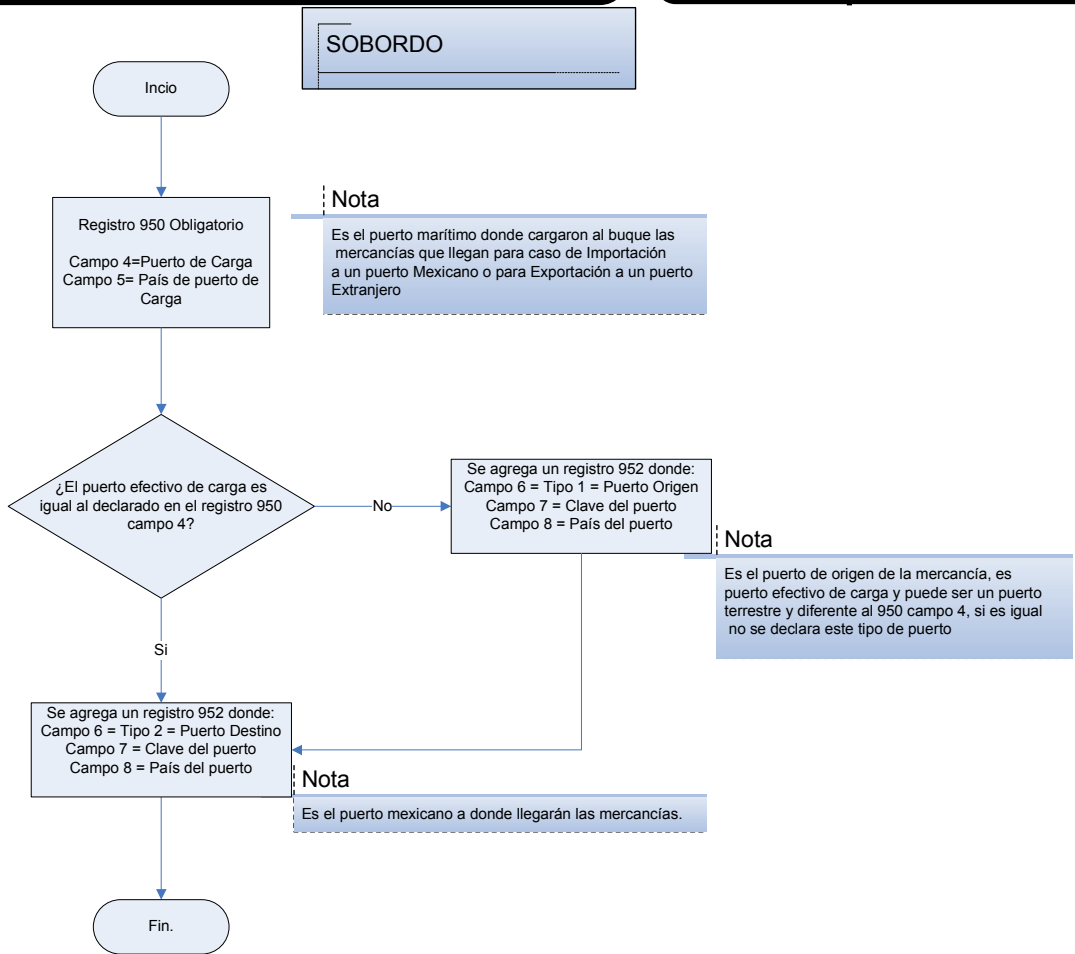 SOBORDO
Incio
Registro 950 Obligatorio
Campo 4=Puerto de Carga
Campo 5= País de puerto de
Carga
Nota
Es el puerto marítimo donde cargaron al buque las
mercancías que llegan para caso de Importación
a un puerto Mexicano o para Exportación a un puerto
Extranjero
¿El puerto efectivo de carga es
igual al declarado en el registro 950
campo 4?
No
Se agrega un registro 952 donde:
Campo 6 = Tipo 1 = Puerto Origen
Campo 7 = Clave del puerto
Campo 8 = País del puerto
Nota
Es el puerto de origen de la mercancía, es
puerto efectivo de carga y puede ser un puerto
terrestre y diferente al 950 campo 4, si es igual
no se declara este tipo de puerto
Si
Se agrega un registro 952 donde:
Campo 6 = Tipo 2 = Puerto Destino
Campo 7 = Clave del puerto
Campo 8 = País del puerto
Nota
Es el puerto mexicano a donde llegarán las mercancías.
Fin.